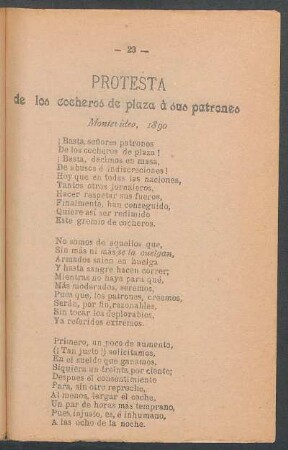 — 23 —
PROTESTA
de los cocheros de plaza á sus patrones
Montevideo, 1890
¡Basta, señores patrones
De los cocheros de plaza!
¡Basta, decimos en masa,
De abusos é indiscreciones!
Hoy que en todas las naciones,
Tantos otros jornaleros,
Hacer respetar sus fueros,
Finalmente, han conseguido,
Quiere así ser redimido
Este gremio de cocheros.
No somos de aquellos que,
Sin más ni más se la cuelgan,
Armados salen en huelga
Y hasta sangre hacen correr;
Mientras no haya para qué,
Más moderados, seremos,
Pues que, los patrones, creemos,
Serán, por fin, razonables,
Sin tocar los deplorables,
Ya referidos extremos.
Primero, un poco de aumento,
(¡Tan justo!) solicitamos,
En el sueldo que ganamos,
Siquiera un treinta por ciento;
Despues el consentimiento
Para, sin otro reproche,
Al menos, largar el coche,
Un par de horas más temprano,
Pues, injusto, es, é inhumano,
A las ocho de la noche.